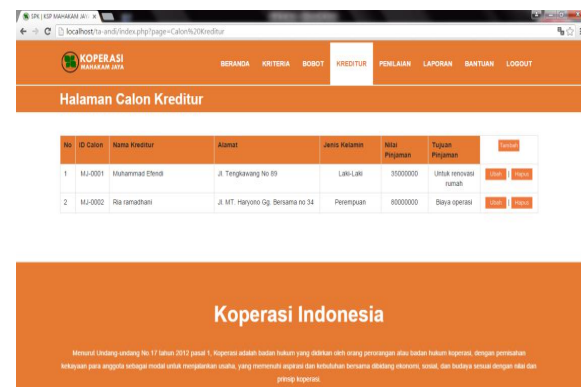 SPK | KSP MAHAKAM JAY
localhost/ta-andi/index.php?page=Calon%20Kreditur
KOPERASI
MAHAKAM JAYA
BERANDA KRITERIA BOBOT KREDITUR PENILAIAN LAPORAN BANTUAN LOGOUT
Halaman Calon Kreditur
No ID Calon Nama Kreditur Alamat Jenis Kelamin Nilai Pinjaman Tujuan Pinjaman Tambah
1 MJ-0001 Muhammad Efendi Jl. Tengkawang No 89 Laki-Laki 35000000 Untuk renovasi rumah Ubah | Hapus
2 MJ-0002 Ria ramadhani Jl. MT. Haryono Gg. Bersama no 34 Perempuan 60000000 Biaya operasi Ubah | Hapus
Koperasi Indonesia
Menurut Undang-undang No.17 tahun 2012 pasal 1, Koperasi adalah badan hukum yang didirikan oleh orang perorangan atau badan hukum koperasi, dengan pemisahan
kekayaan para anggota sebagai modal untuk menjalankan usaha, yang memenuhi aspirasi dan kebutuhan bersama dibidang ekonomi, sosial, dan budaya sesuai dengan nilai dan
prinsip koperasi.